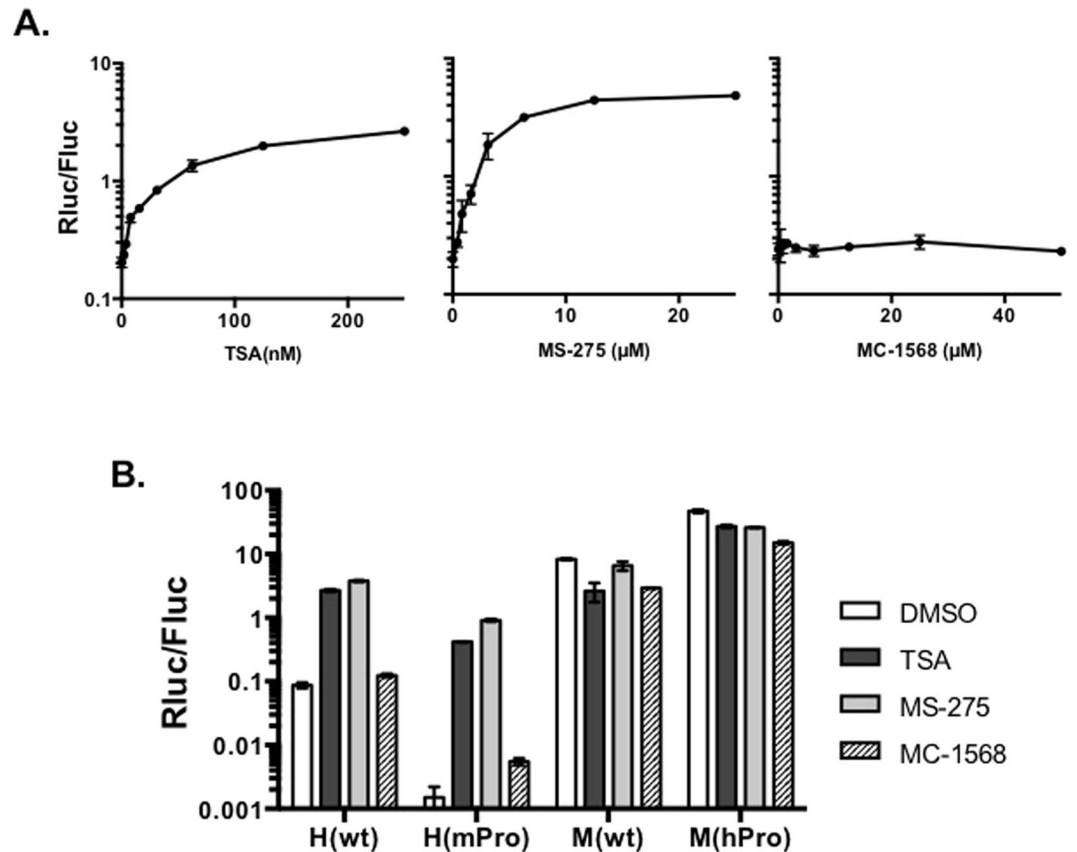 A.
10
1
0.1
Rluc/Fluc
0 100 200
TSA(nM)
0 10 20
MS-275 (µM)
0 20 40
MC-1568 (µM)
B.
100
10
1
0.1
0.01
0.001
Rluc/Fluc
H(wt) H(mPro) M(wt) M(hPro)
DMSO
TSA
MS-275
MC-1568